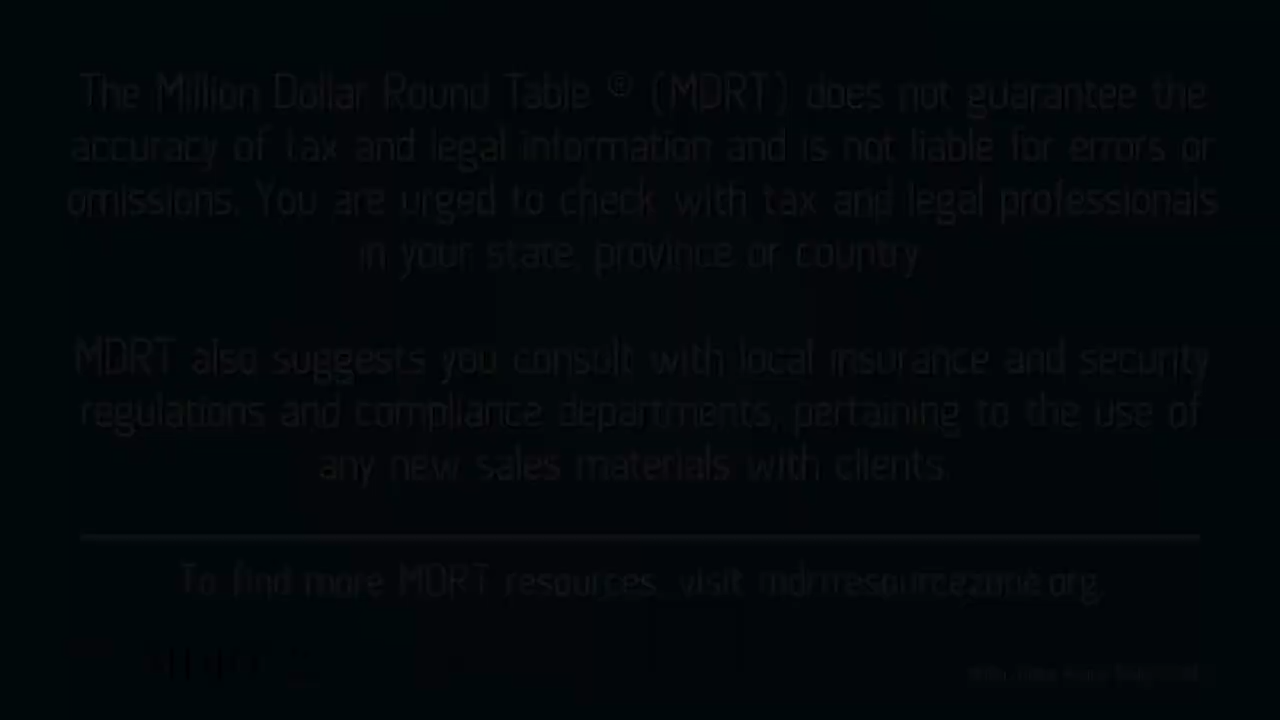 The Million Dollar Round Table ® (MDRT) does not guarantee the
accuracy of tax and legal information and is not liable for errors or
omissions. You are urged to check with tax and legal professionals
in your state, province or country.
MDRT also suggests you consult with local insurance and security
regulations and compliance departments, pertaining to the use of
any new sales materials with clients.
To find more MDRT resources, visit mdrtresourcezone.org.